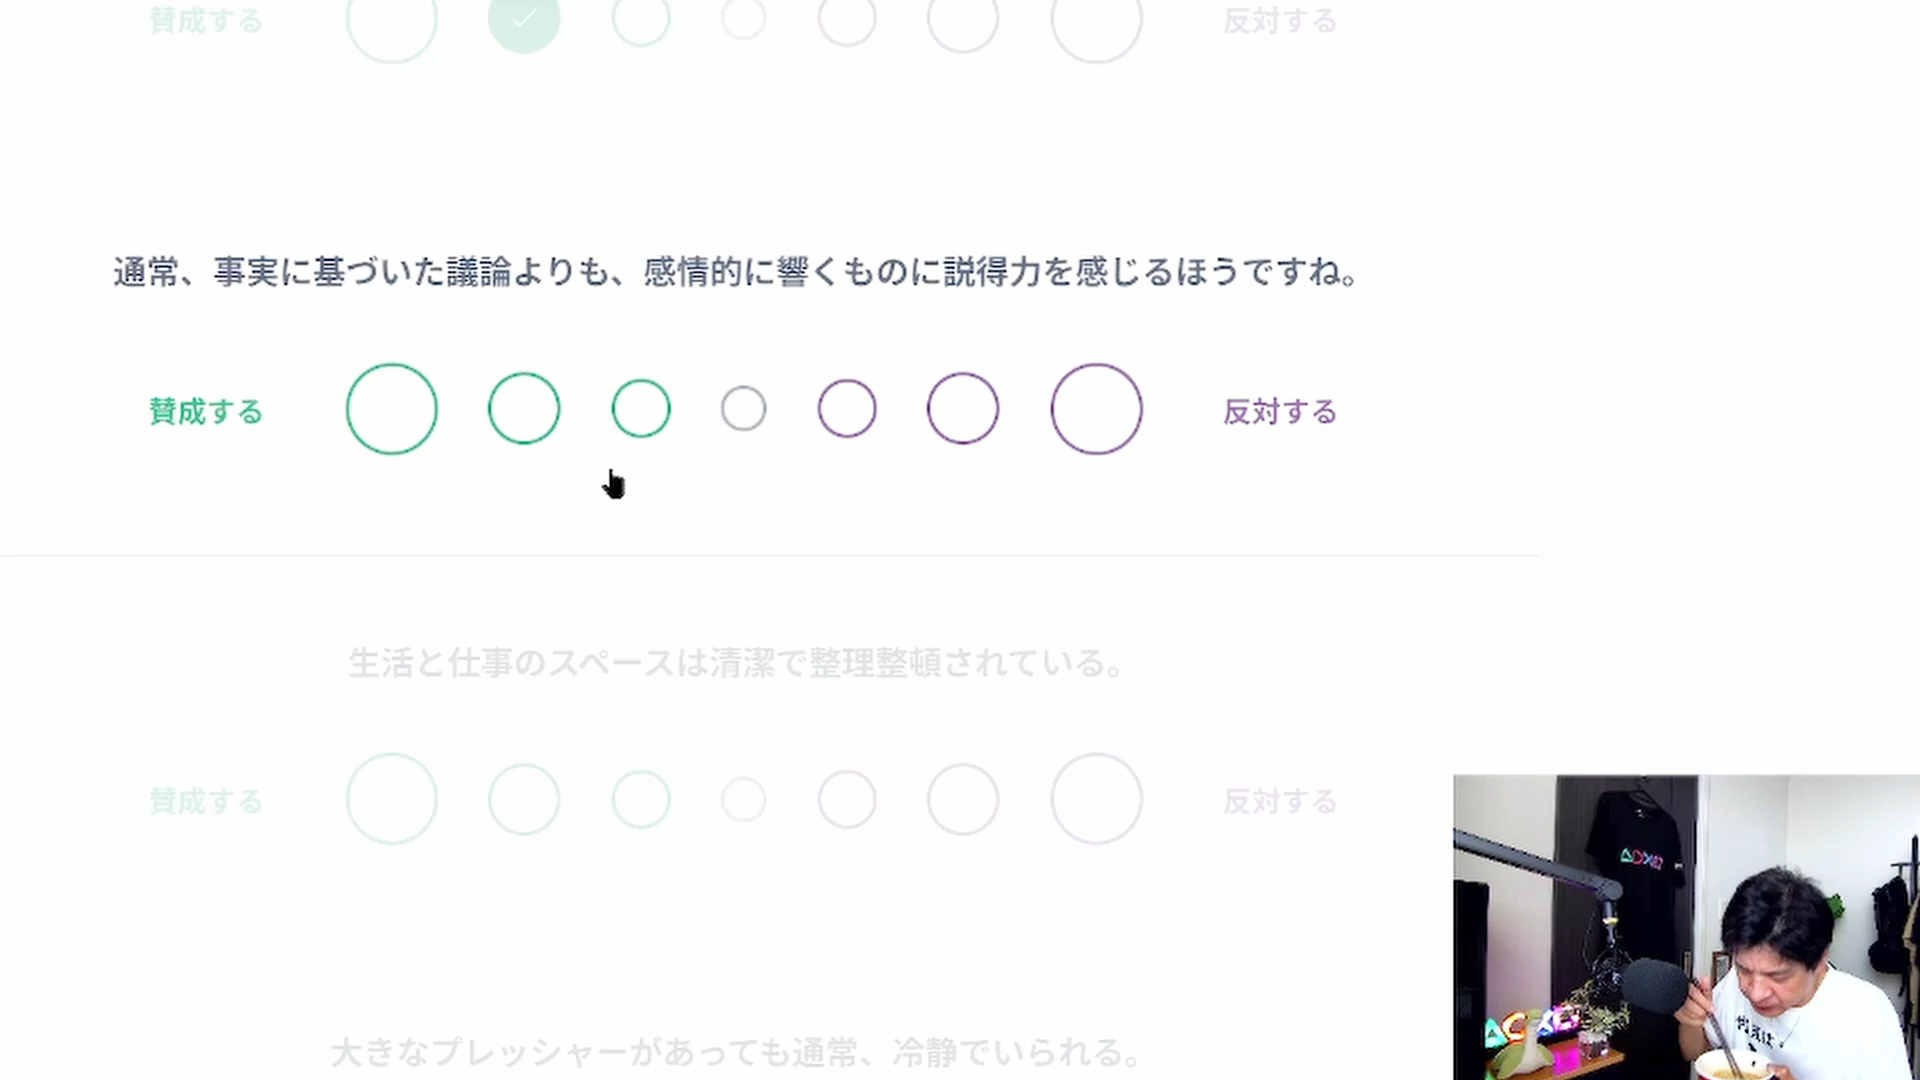 賛成する 反対する
通常、事実に基づいた議論よりも、感情的に響くものに説得力を感じるほうですね。
賛成する 反対する
生活と仕事のスペースは清潔で整理整頓されている。
賛成する 反対する
大きなプレッシャーがあっても通常、冷静でいられる。